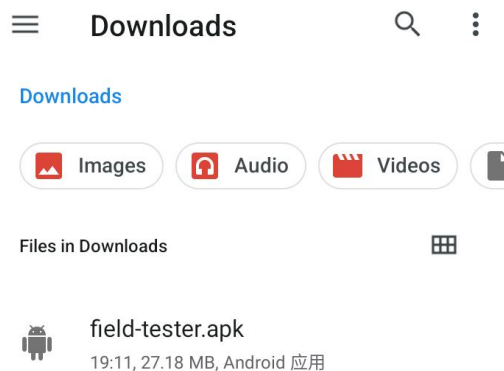 Downloads
Downloads
Images Audio Videos
Files in Downloads
field-tester.apk
19:11, 27.18 MB, Android 应用